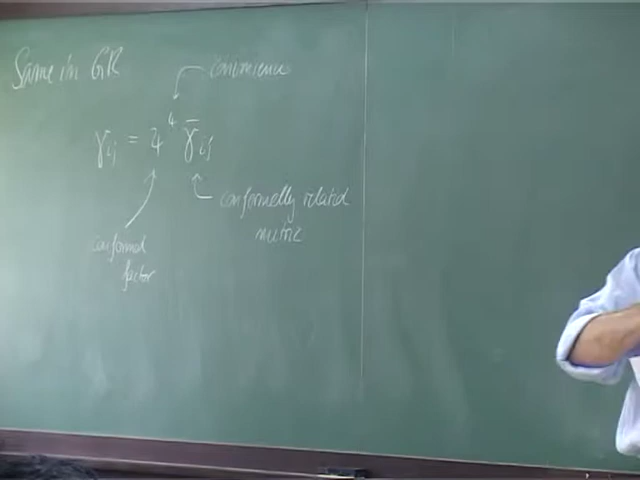 Same in GR
convenience
γij = ψ⁴ γ̄ij
conformally related
metric
conformal
factor